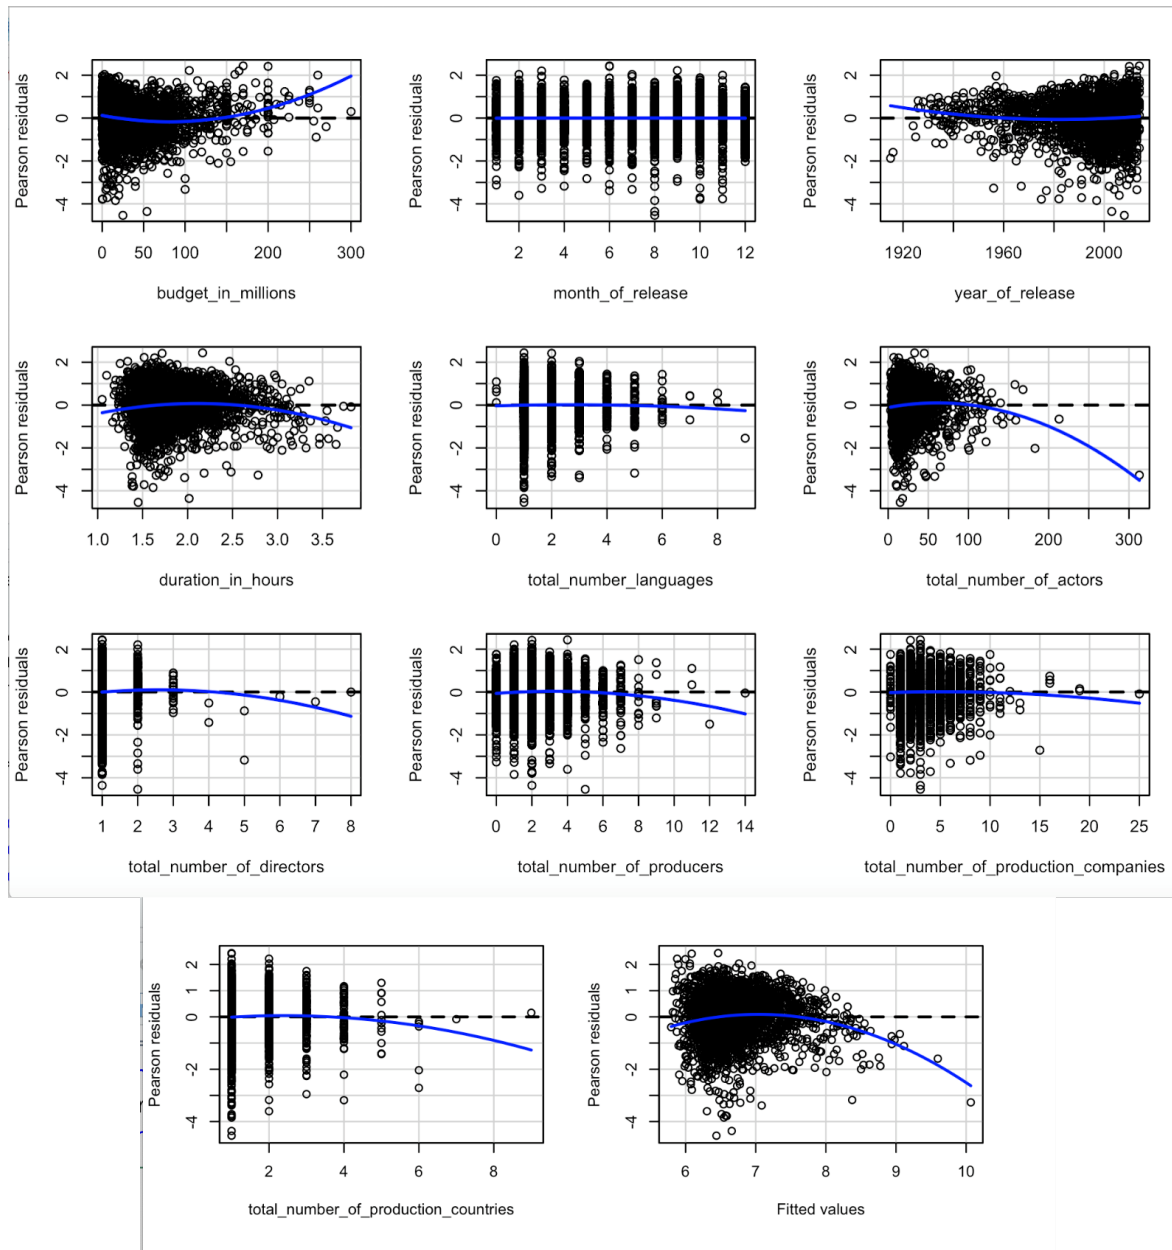 Pearson residuals
2
0
-2
-4
0 50 100 200 300
budget_in_millions
Pearson residuals
2
0
-2
-4
2 4 6 8 10 12
month_of_release
Pearson residuals
2
0
-2
-4
1920 1960 2000
year_of_release
Pearson residuals
2
0
-2
-4
1.0 1.5 2.0 2.5 3.0 3.5
duration_in_hours
Pearson residuals
2
0
-2
-4
0 2 4 6 8
total_number_languages
Pearson residuals
2
0
-2
-4
0 50 100 200 300
total_number_of_actors
Pearson residuals
2
0
-2
-4
1 2 3 4 5 6 7 8
total_number_of_directors
Pearson residuals
2
0
-2
-4
0 2 4 6 8 10 12 14
total_number_of_producers
Pearson residuals
2
0
-2
-4
0 5 10 15 20 25
total_number_of_production_companies
Pearson residuals
2
1
0
-2
-4
2 4 6 8
total_number_of_production_countries
Pearson residuals
2
1
0
-2
-4
6 7 8 9 10
Fitted values